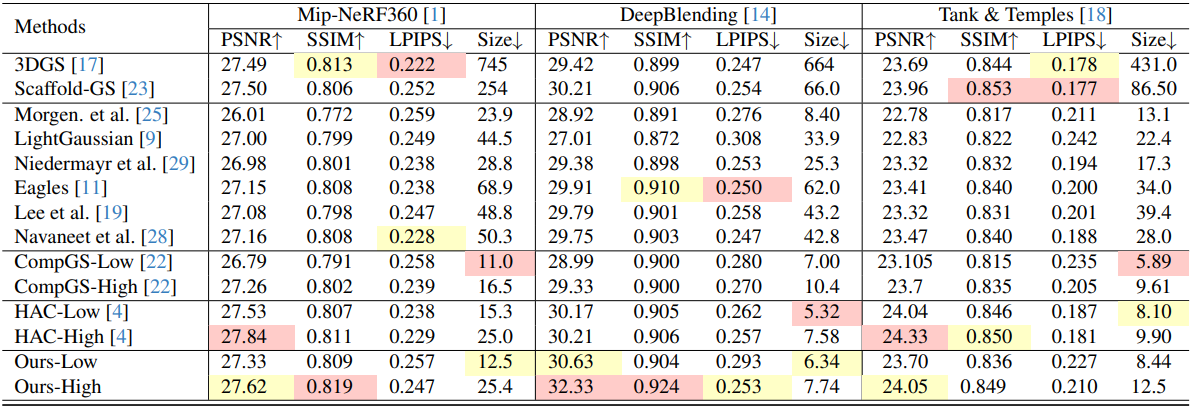 Methods Mip-NeRF360 [1] DeepBlending [14] Tank & Temples [18]
PSNR↑ SSIM↑ LPIPS↓ Size↓ PSNR↑ SSIM↑ LPIPS↓ Size↓ PSNR↑ SSIM↑ LPIPS↓ Size↓
3DGS [17] 27.49 0.813 0.222 745 29.42 0.899 0.247 664 23.69 0.844 0.178 431.0
Scaffold-GS [23] 27.50 0.806 0.252 254 30.21 0.906 0.254 66.0 23.96 0.853 0.177 86.50
Morgen. et al. [25] 26.01 0.772 0.259 23.9 28.92 0.891 0.276 8.40 22.78 0.817 0.211 13.1
LightGaussian [9] 27.00 0.799 0.249 44.5 27.01 0.872 0.308 33.9 22.83 0.822 0.242 22.4
Niedermayr et al. [29] 26.98 0.801 0.238 28.8 29.38 0.898 0.253 25.3 23.32 0.832 0.194 17.3
Eagles [11] 27.15 0.808 0.238 68.9 29.91 0.910 0.250 62.0 23.41 0.840 0.200 34.0
Lee et al. [19] 27.08 0.798 0.247 48.8 29.79 0.901 0.258 43.2 23.32 0.831 0.201 39.4
Navaneet et al. [28] 27.16 0.808 0.228 50.3 29.75 0.903 0.247 42.8 23.47 0.840 0.188 28.0
CompGS-Low [22] 26.79 0.791 0.258 11.0 28.99 0.900 0.280 7.00 23.105 0.815 0.235 5.89
CompGS-High [22] 27.26 0.802 0.239 16.5 29.33 0.900 0.270 10.4 23.7 0.835 0.205 9.61
HAC-Low [4] 27.53 0.807 0.238 15.3 30.17 0.905 0.262 5.32 24.04 0.846 0.187 8.10
HAC-High [4] 27.84 0.811 0.229 25.0 30.21 0.906 0.257 7.58 24.33 0.850 0.181 9.90
Ours-Low 27.33 0.809 0.257 12.5 30.63 0.904 0.293 6.34 23.70 0.836 0.227 8.44
Ours-High 27.62 0.819 0.247 25.4 32.33 0.924 0.253 7.74 24.05 0.849 0.210 12.5